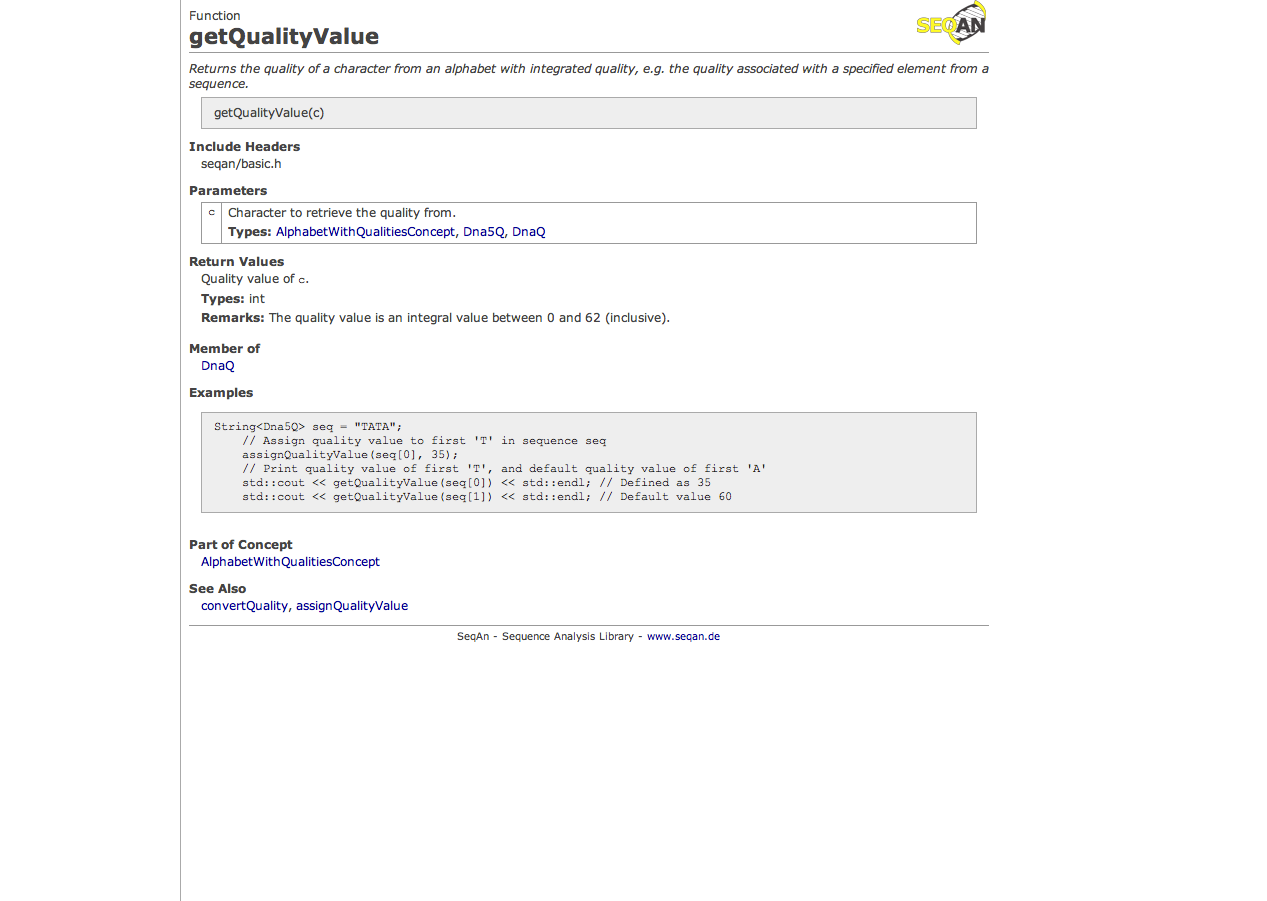 Function
getQualityValue
SEQAN
Returns the quality of a character from an alphabet with integrated quality, e.g. the quality associated with a specified element from a
sequence.
getQualityValue(c)
Include Headers
seqan/basic.h
Parameters
c Character to retrieve the quality from.
Types: AlphabetWithQualitiesConcept, Dna5Q, DnaQ
Return Values
Quality value of c.
Types: int
Remarks: The quality value is an integral value between 0 and 62 (inclusive).
Member of
DnaQ
Examples
String<Dna5Q> seq = "TATA";
// Assign quality value to first 'T' in sequence seq
assignQualityValue(seq[0], 35);
// Print quality value of first 'T', and default quality value of first 'A'
std::cout << getQualityValue(seq[0]) << std::endl; // Defined as 35
std::cout << getQualityValue(seq[1]) << std::endl; // Default value 60
Part of Concept
AlphabetWithQualitiesConcept
See Also
convertQuality, assignQualityValue
SeqAn - Sequence Analysis Library - www.seqan.de